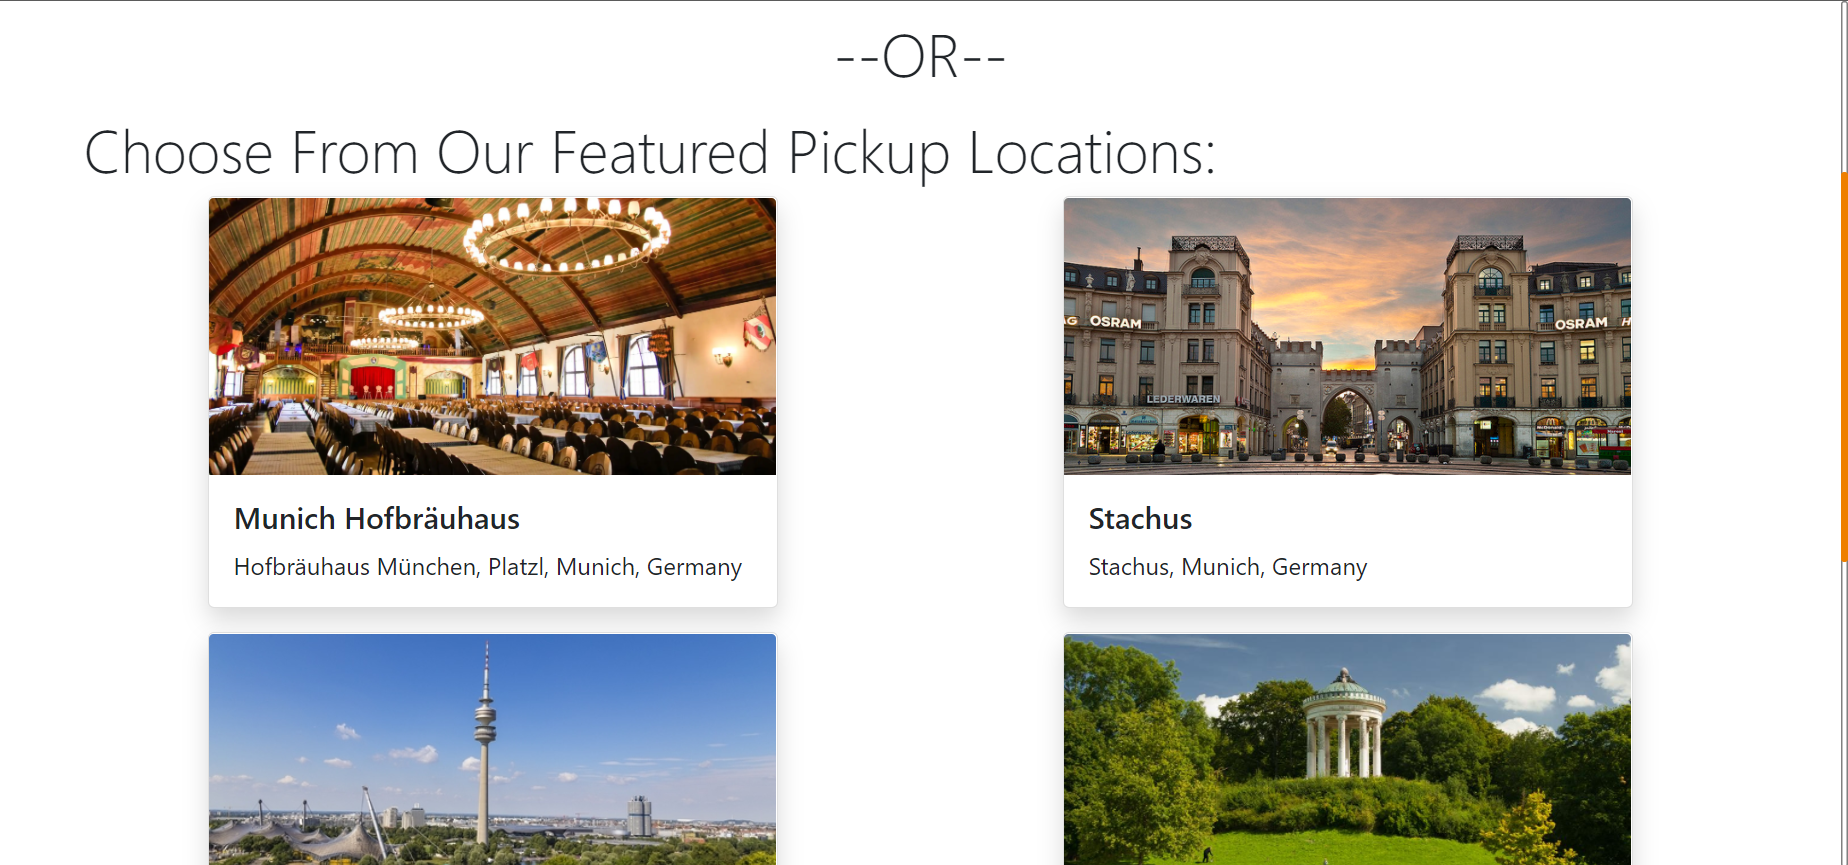 --OR--
Choose From Our Featured Pickup Locations:
G OSRAM
OSRAM H
LEDERWAREN
Munich Hofbräuhaus
Hofbräuhaus München, Platzl, Munich, Germany
Stachus
Stachus, Munich, Germany